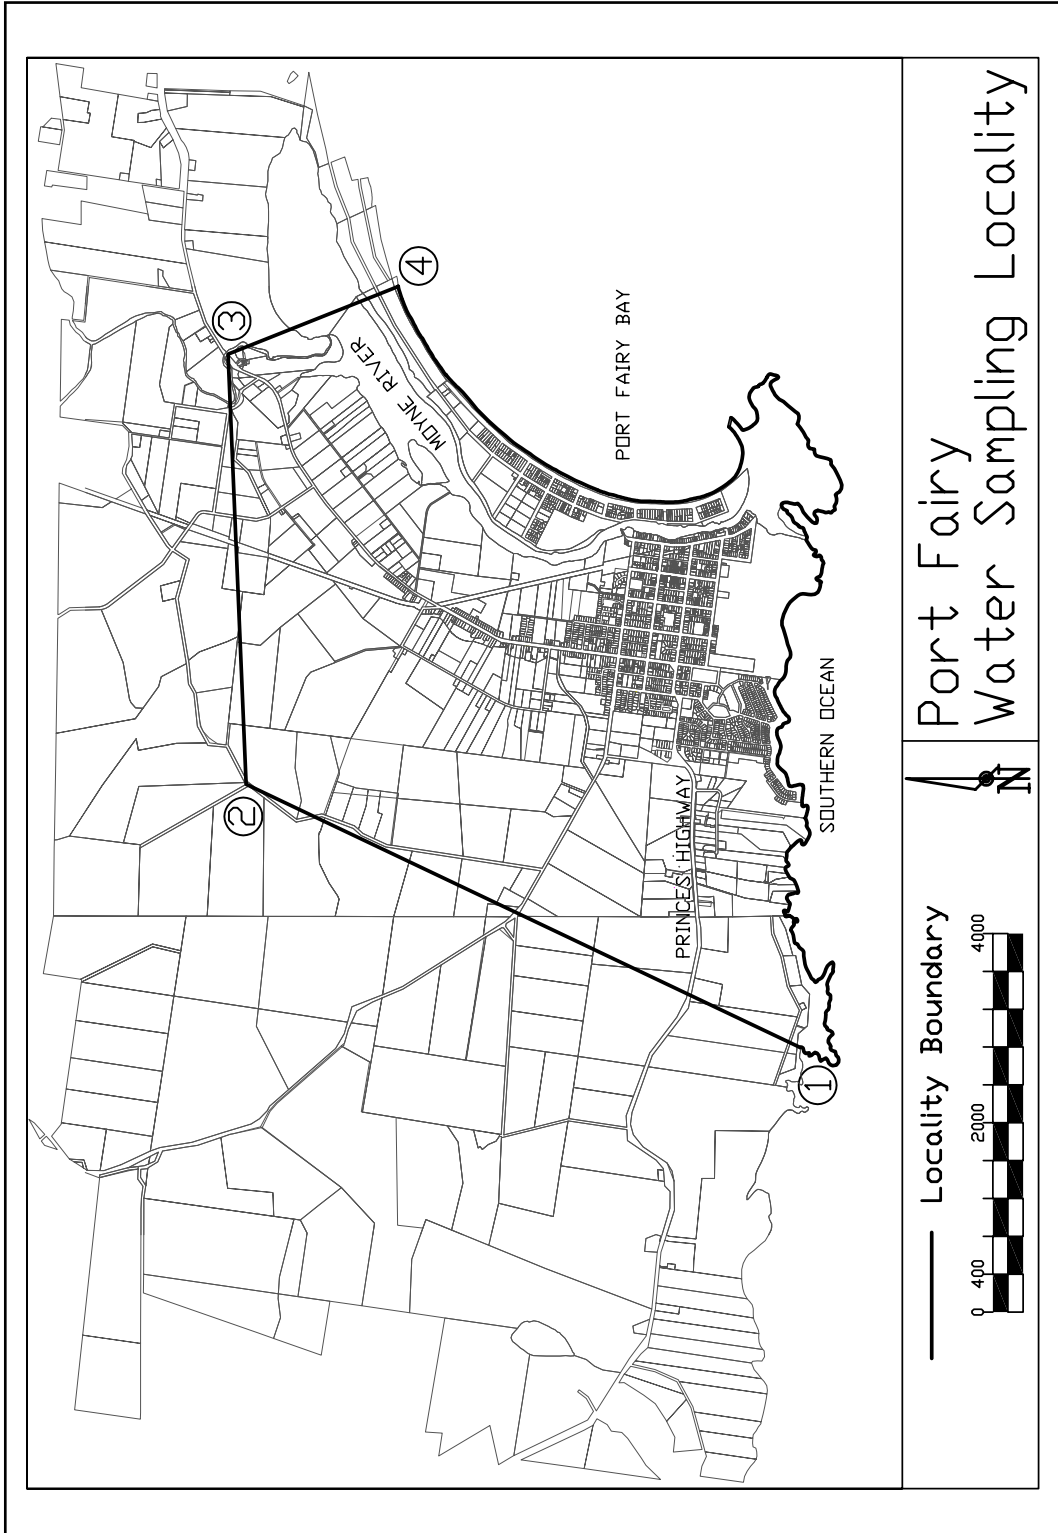 Port Fairy
Water Sampling Locality
N
Locality Boundary
0 400 2000 4000
1
2
3
4
MOYNE RIVER
PORT FAIRY BAY
SOUTHERN OCEAN
PRINCES HIGHWAY